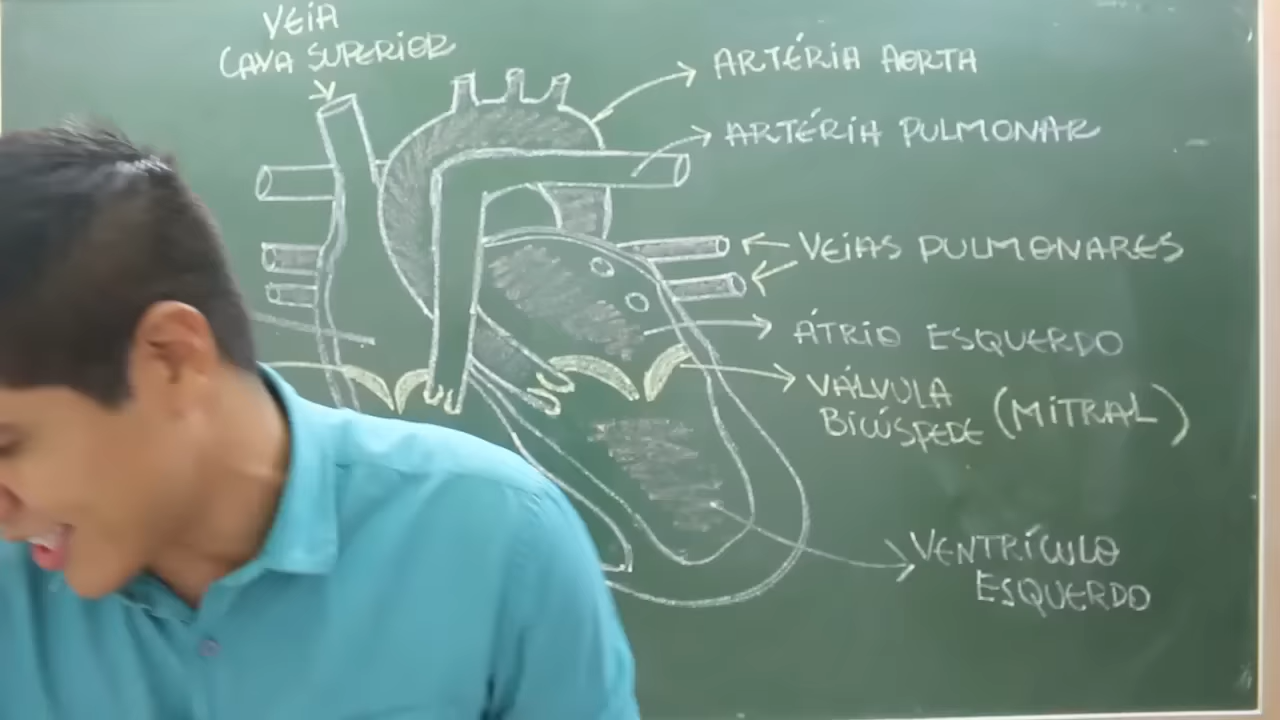 VEIA
CAVA SUPERIOR
ARTÉRIA AORTA
ARTÉRIA PULMONAR
VEIAS PULMONARES
ÁTRIO ESQUERDO
VÁLVULA
BICÚSPEDE (MITRAL)
VENTRÍCULO
ESQUERDO